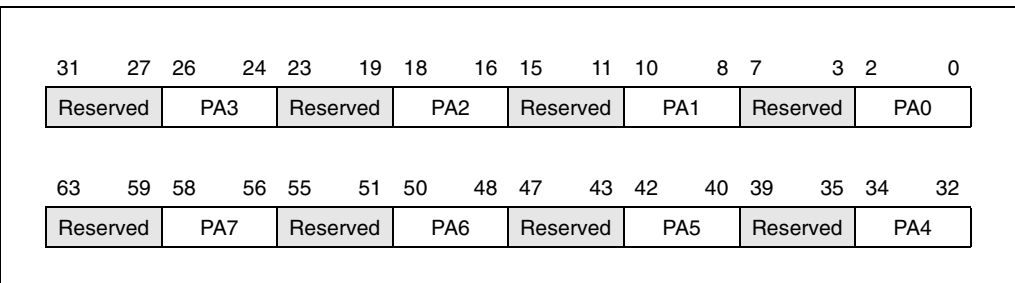 31 27 26 24 23 19 18 16 15 11 10 8 7 3 2 0
Reserved PA3 Reserved PA2 Reserved PA1 Reserved PA0
63 59 58 56 55 51 50 48 47 43 42 40 39 35 34 32
Reserved PA7 Reserved PA6 Reserved PA5 Reserved PA4